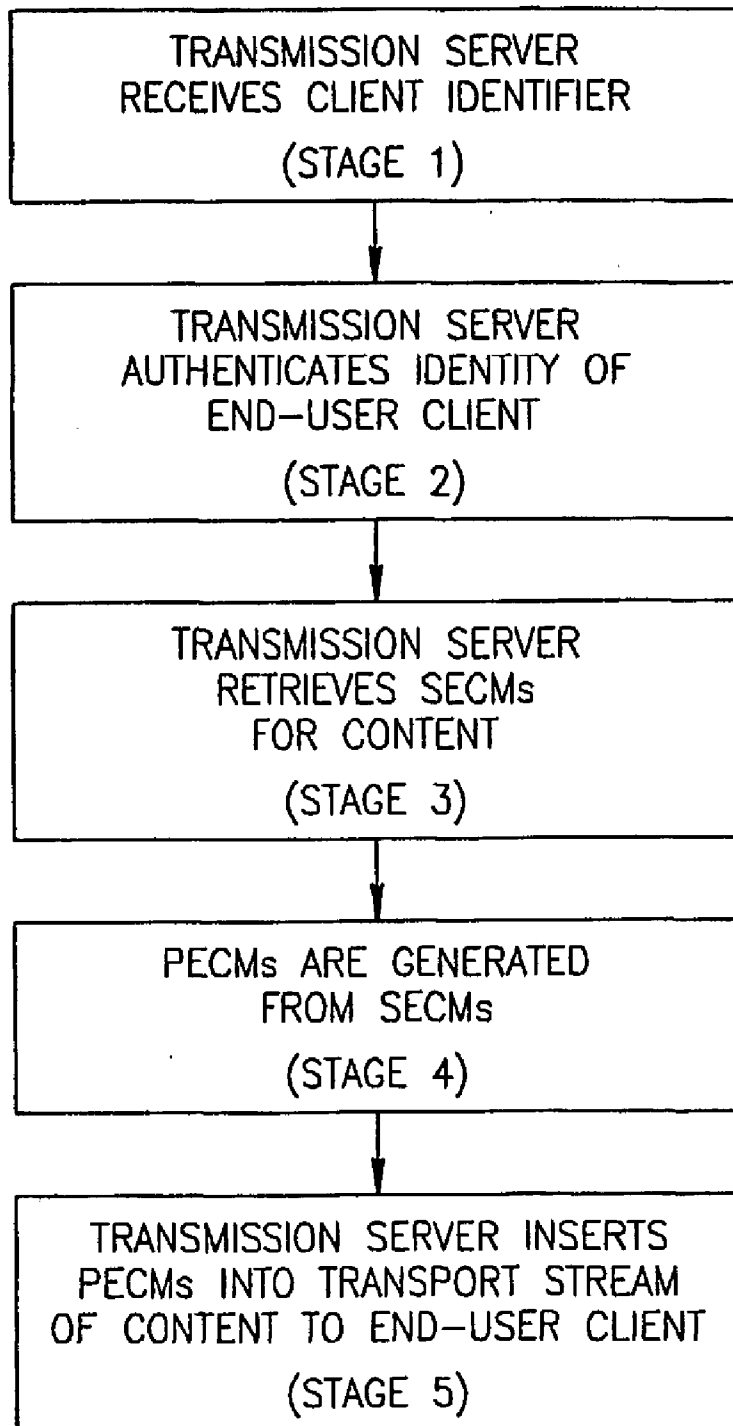 TRANSMISSION SERVER
RECEIVES CLIENT IDENTIFIER
(STAGE 1)
TRANSMISSION SERVER
AUTHENTICATES IDENTITY OF
END-USER CLIENT
(STAGE 2)
TRANSMISSION SERVER
RETRIEVES SECMs
FOR CONTENT
(STAGE 3)
PECMs ARE GENERATED
FROM SECMs
(STAGE 4)
TRANSMISSION SERVER INSERTS
PECMs INTO TRANSPORT STREAM
OF CONTENT TO END-USER CLIENT
(STAGE 5)